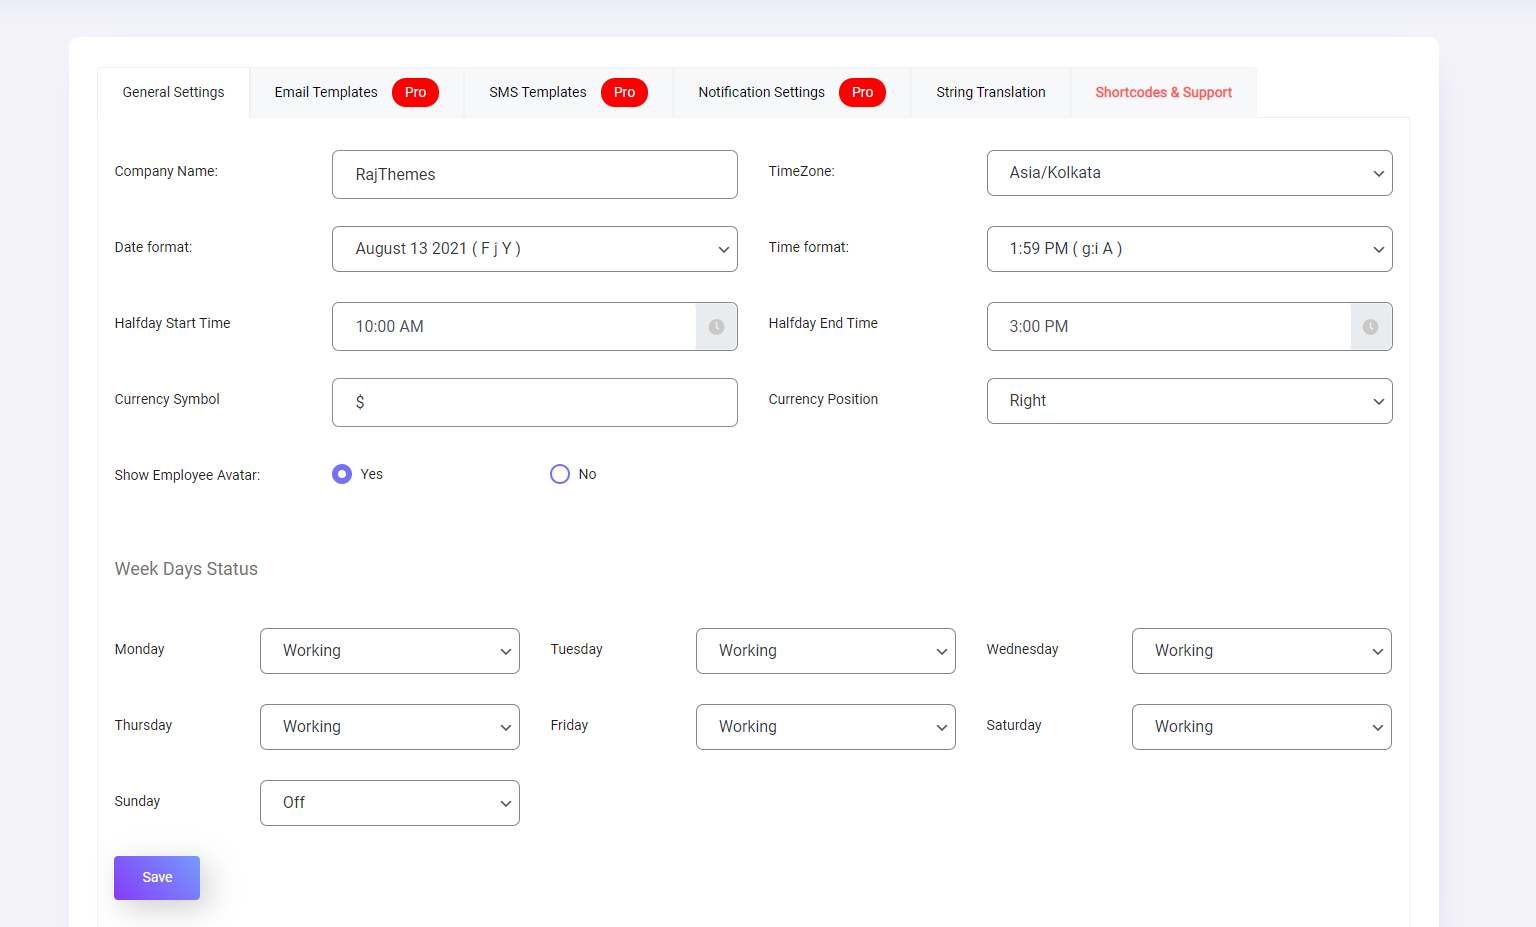 General Settings Email Templates Pro SMS Templates Pro Notification Settings Pro String Translation Shortcodes & Support
Company Name: RajThemes TimeZone: Asia/Kolkata
Date format: August 13 2021 ( F j Y ) Time format: 1:59 PM ( g:i A )
Halfday Start Time 10:00 AM Halfday End Time 3:00 PM
Currency Symbol $ Currency Position Right
Show Employee Avatar: Yes No
Week Days Status
Monday Working Tuesday Working Wednesday Working
Thursday Working Friday Working Saturday Working
Sunday Off
Save